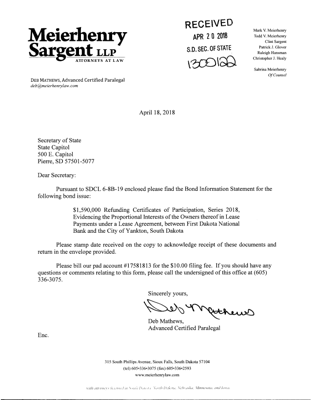 Meierhenry
Sargent LLP
ATTORNEYS AT LAW
DEB MATHEWS, Advanced Certified Paralegal
deb@meierhenrylaw.com
RECEIVED
APR 20 2018
S.D. SEC. OF STATE
1300122
Mark V. Meierhenry
Todd V. Meierhenry
Clint Sargent
Patrick J. Glover
Raleigh Hansman
Christopher J. Healy
Sabrina Meierhenry
Of Counsel
April 18, 2018
Secretary of State
State Capitol
500 E. Capitol
Pierre, SD 57501-5077
Dear Secretary:
Pursuant to SDCL 6-8B-19 enclosed please find the Bond Information Statement for the
following bond issue:
$1,590,000 Refunding Certificates of Participation, Series 2018,
Evidencing the Proportional Interests of the Owners thereof in Lease
Payments under a Lease Agreement, between First Dakota National
Bank and the City of Yankton, South Dakota
Please stamp date received on the copy to acknowledge receipt of these documents and
return in the envelope provided.
Please bill our pad account #17581813 for the $10.00 filing fee. If you should have any
questions or comments relating to this form, please call the undersigned of this office at (605)
336-3075.
Sincerely yours,
Deb Mathews
Deb Mathews,
Advanced Certified Paralegal
Enc.
315 South Phillips Avenue, Sioux Falls, South Dakota 57104
(tel) 605-336-3075 (fax) 605-336-2593
www.meierhenrylaw.com